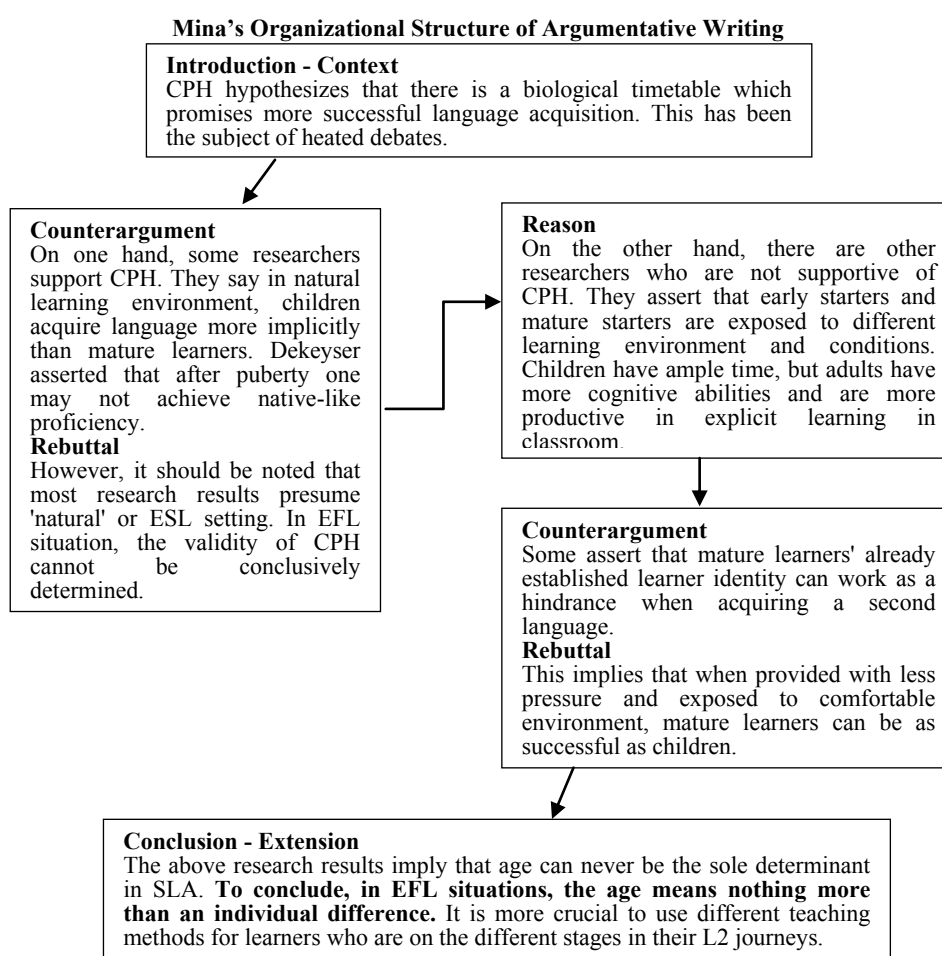 Mina's Organizational Structure of Argumentative Writing
Introduction - Context
CPH hypothesizes that there is a biological timetable which
promises more successful language acquisition. This has been
the subject of heated debates.
Counterargument
On one hand, some researchers
support CPH. They say in natural
learning environment, children
acquire language more implicitly
than mature learners. Dekeyser
asserted that after puberty one
may not achieve native-like
proficiency.
Rebuttal
However, it should be noted that
most research results presume
'natural' or ESL setting. In EFL
situation, the validity of CPH
cannot be conclusively
determined.
Reason
On the other hand, there are other
researchers who are not supportive of
CPH. They assert that early starters and
mature starters are exposed to different
learning environment and conditions.
Children have ample time, but adults have
more cognitive abilities and are more
productive in explicit learning in
classroom.
Counterargument
Some assert that mature learners' already
established learner identity can work as a
hindrance when acquiring a second
language.
Rebuttal
This implies that when provided with less
pressure and exposed to comfortable
environment, mature learners can be as
successful as children.
Conclusion - Extension
The above research results imply that age can never be the sole determinant
in SLA. To conclude, in EFL situations, the age means nothing more
than an individual difference. It is more crucial to use different teaching
methods for learners who are on the different stages in their L2 journeys.